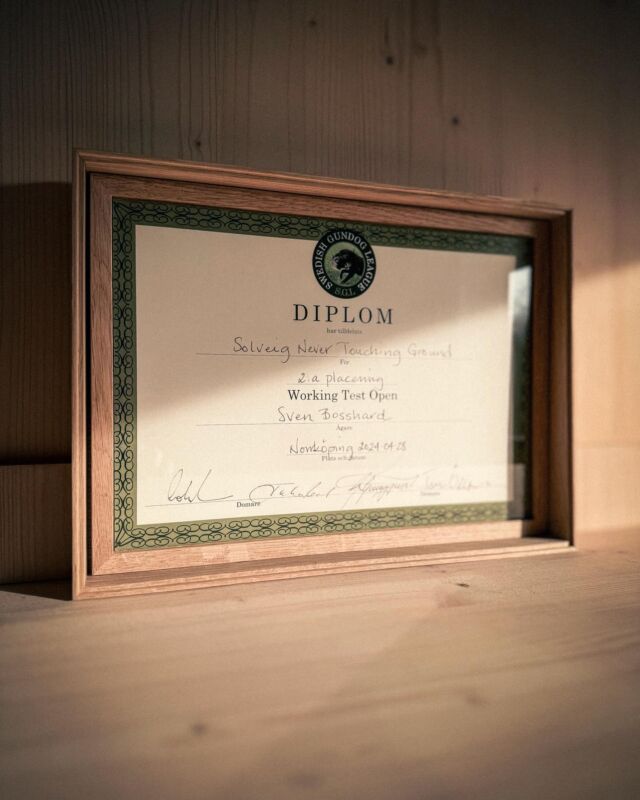 SWEDISH GUNDOG LEAGUE
SGL
DIPLOM
har tilldelats
Solveig Never Touching Ground
För
2:a placering
Working Test Open
Sven Bosshard
Ägare
Norrköping 2024-04-28
Plats och datum
Domare
Domare